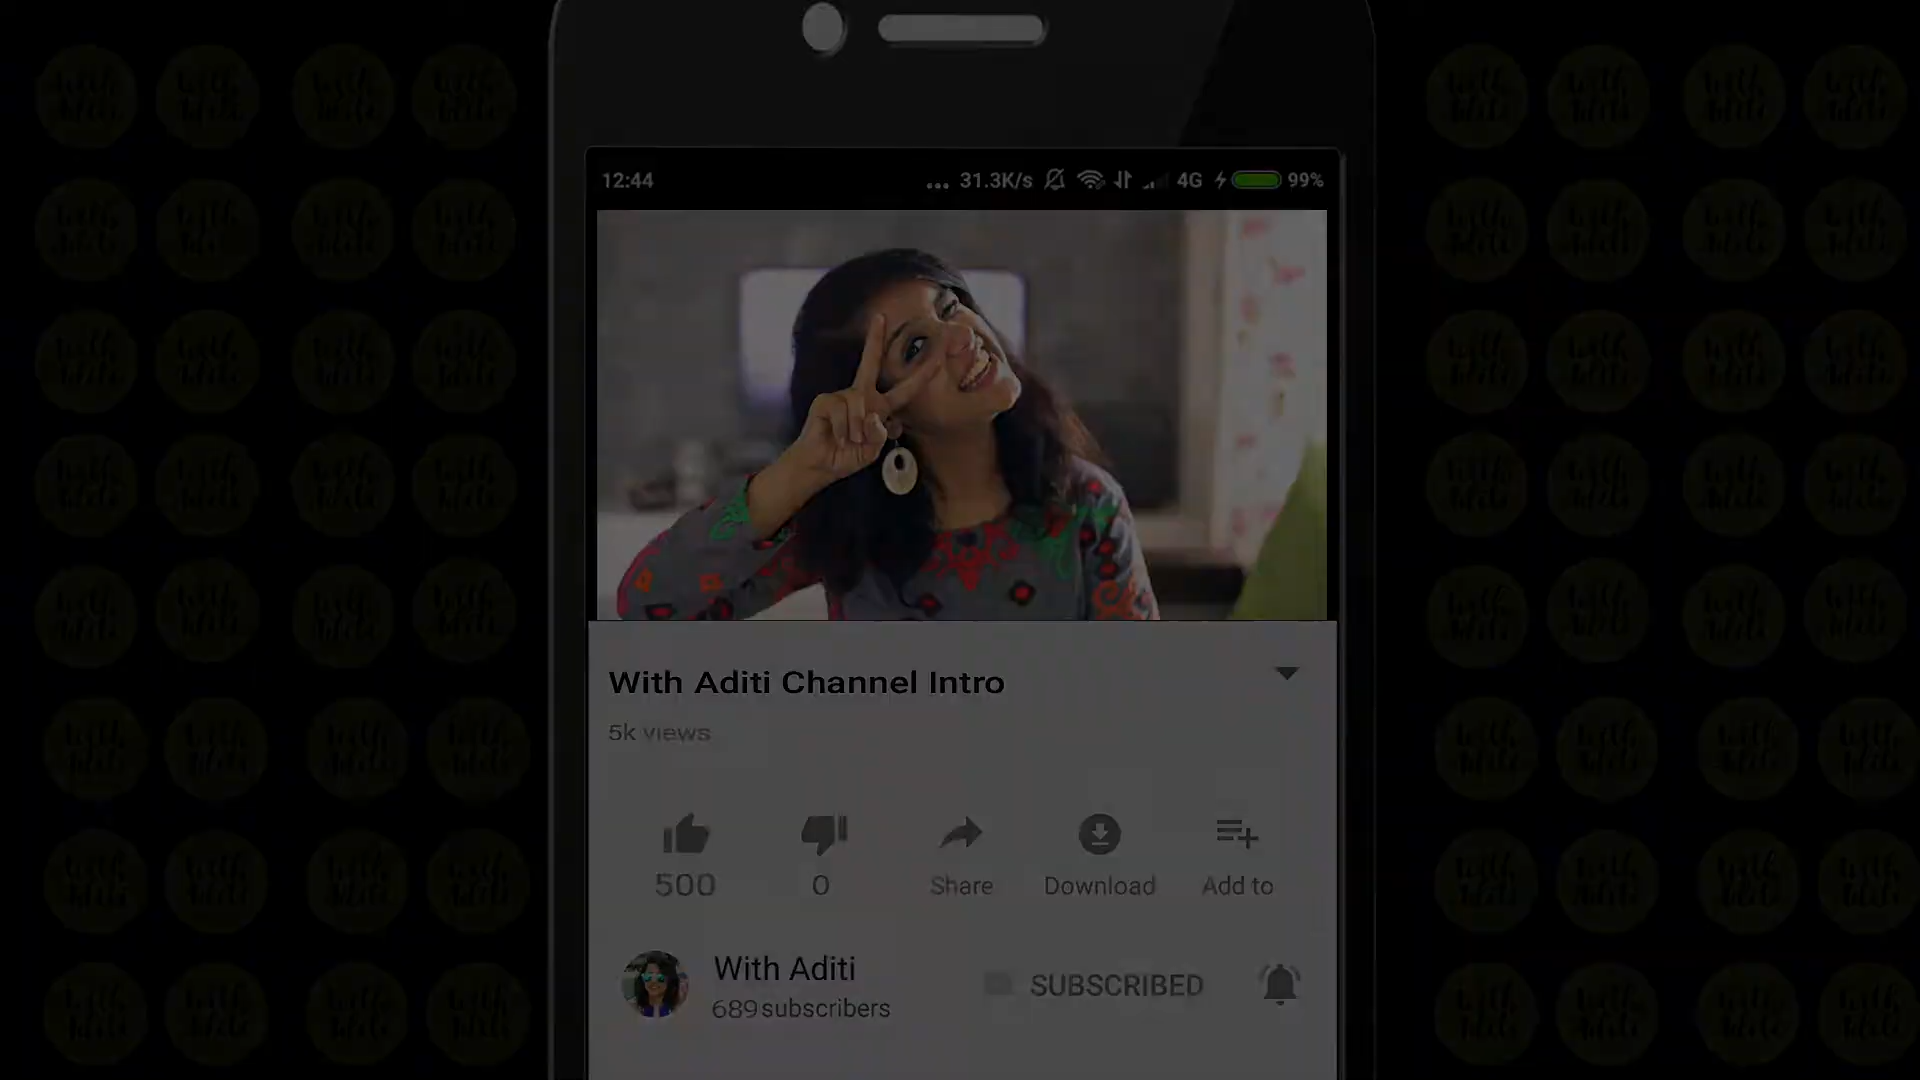 12:44 ... 31.3K/s 4G 99%
With Aditi Channel Intro
5k views
500 0 Share Download Add to
With Aditi SUBSCRIBED
689 subscribers